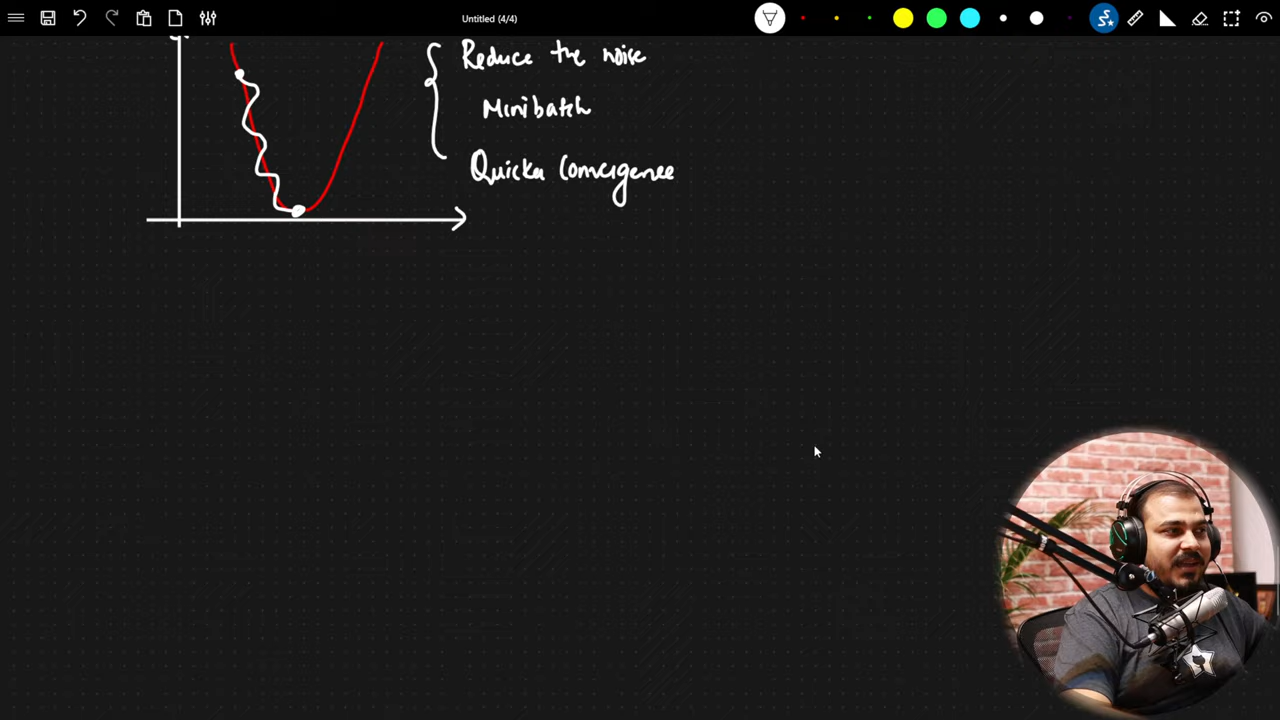 Untitled (4/4)
Reduce the noise
Minibatch
Quicker Convergence